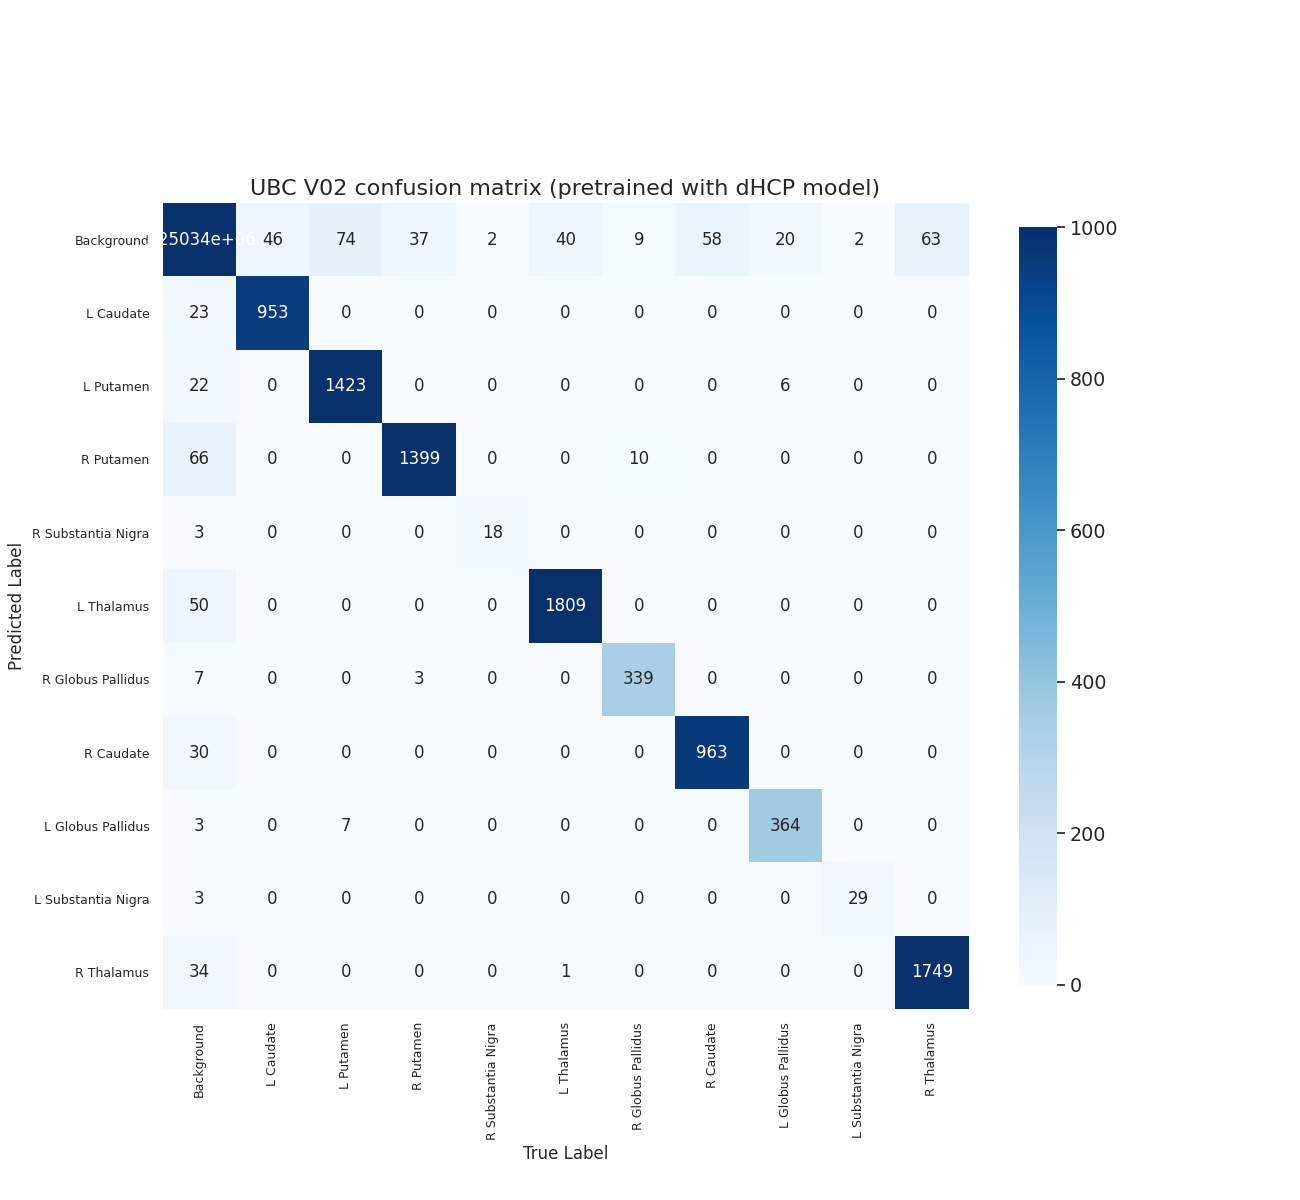 UBC V02 confusion matrix (pretrained with dHCP model)
Background 46 74 37 2 40 9 58 20 2 63
L Caudate 23 953 0 0 0 0 0 0 0 0 0
L Putamen 22 0 1423 0 0 0 0 0 6 0 0
R Putamen 66 0 0 1399 0 0 10 0 0 0 0
R Substantia Nigra 3 0 0 0 18 0 0 0 0 0 0
L Thalamus 50 0 0 0 0 1809 0 0 0 0 0
R Globus Pallidus 7 0 0 3 0 0 339 0 0 0 0
R Caudate 30 0 0 0 0 0 0 963 0 0 0
L Globus Pallidus 3 0 7 0 0 0 0 0 364 0 0
L Substantia Nigra 3 0 0 0 0 0 0 0 0 29 0
R Thalamus 34 0 0 0 0 1 0 0 0 0 1749
Background L Caudate L Putamen R Putamen R Substantia Nigra L Thalamus R Globus Pallidus R Caudate L Globus Pallidus L Substantia Nigra R Thalamus
True Label
Predicted Label
1000
800
600
400
200
0